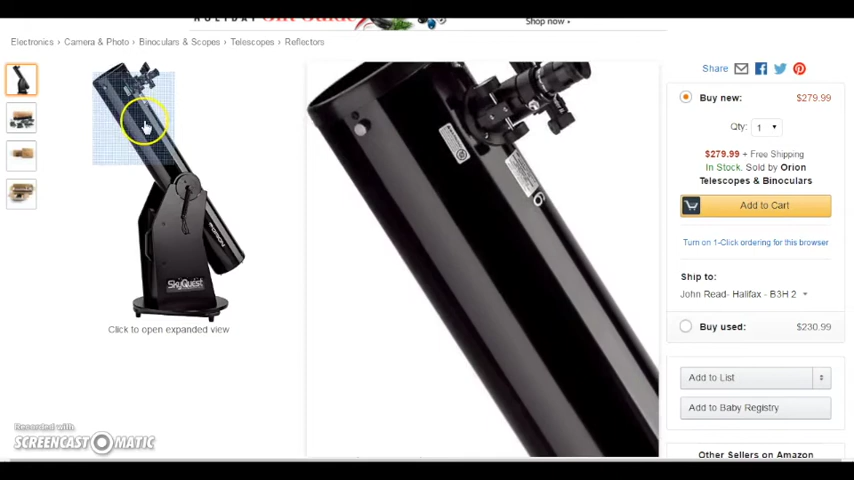 HOLIDAY Gift Guide
Shop now ›
Electronics › Camera & Photo › Binoculars & Scopes › Telescopes › Reflectors
Share
Buy new:
$279.99
Qty: 1
$279.99 + Free Shipping
In Stock. Sold by Orion
Telescopes & Binoculars
Add to Cart
Turn on 1-Click ordering for this browser
Ship to:
John Read- Halifax - B3H 2
SkyQuest
Click to open expanded view
Buy used:
$230.99
Add to List
Add to Baby Registry
Other Sellers on Amazon
Recorded with
SCREENCAST MATIC